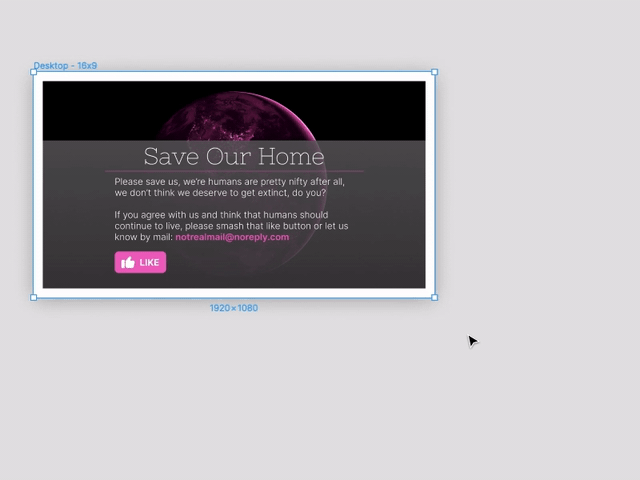 Desktop - 16x9
Save Our Home
Please save us, we're humans are pretty nifty after all,
we don't think we deserve to get extinct, do you?
If you agree with us and think that humans should
continue to live, please smash that like button or let us
know by mail: notrealmail@noreply.com
LIKE
1920×1080